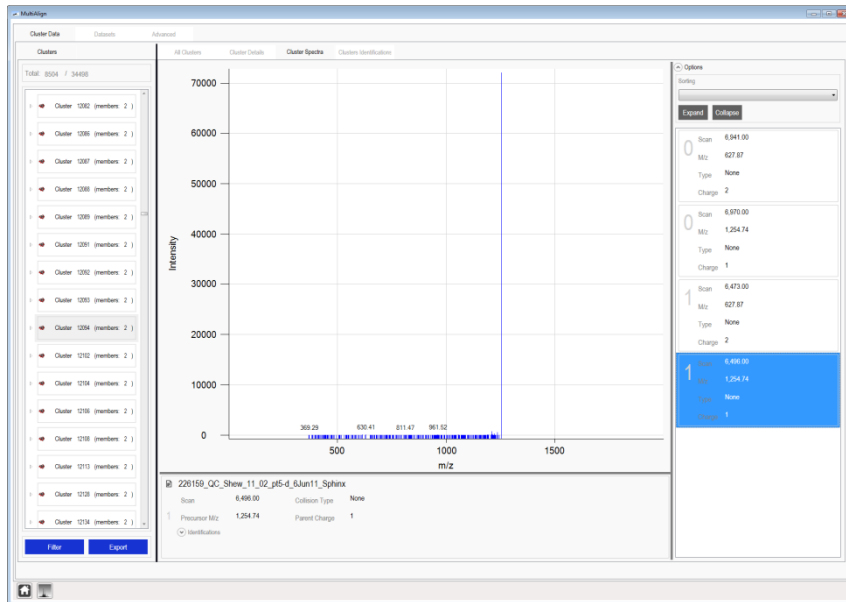 MultiAlign
Cluster Data Datasets Advanced
Clusters
Total: 8504 / 34498
Cluster 12082 (members: 2 )
Cluster 12086 (members: 2 )
Cluster 12087 (members: 2 )
Cluster 12088 (members: 2 )
Cluster 12089 (members: 2 )
Cluster 12091 (members: 2 )
Cluster 12092 (members: 2 )
Cluster 12093 (members: 2 )
Cluster 12094 (members: 2 )
Cluster 12102 (members: 2 )
Cluster 12104 (members: 2 )
Cluster 12106 (members: 2 )
Cluster 12108 (members: 2 )
Cluster 12113 (members: 2 )
Cluster 12128 (members: 2 )
Cluster 12134 (members: 2 )
Filter Export
All Clusters Cluster Details Cluster Spectra Clusters Identifications
70000
60000
50000
40000
30000
20000
10000
0
Intensity
369.29 630.41 811.47 961.52
500 1000 1500
m/z
226159_QC_Shew_11_02_pt5-d_6Jun11_Sphinx
Scan 6,496.00 Collision Type None
1 Precursor M/z 1,254.74 Parent Charge 1
Identifications
Options
Sorting
Expand Collapse
0
Scan 6,941.00
M/z 627.87
Type None
Charge 2
0
Scan 6,970.00
M/z 1,254.74
Type None
Charge 1
1
Scan 6,473.00
M/z 627.87
Type None
Charge 2
1
Scan 6,496.00
M/z 1,254.74
Type None
Charge 1